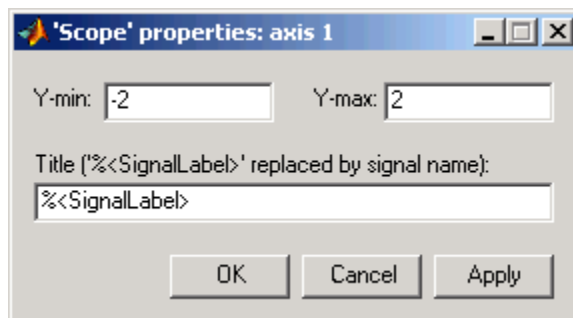 'Scope' properties: axis 1
Y-min: -2 Y-max: 2
Title ('%<SignalLabel>' replaced by signal name):
%<SignalLabel>
OK Cancel Apply